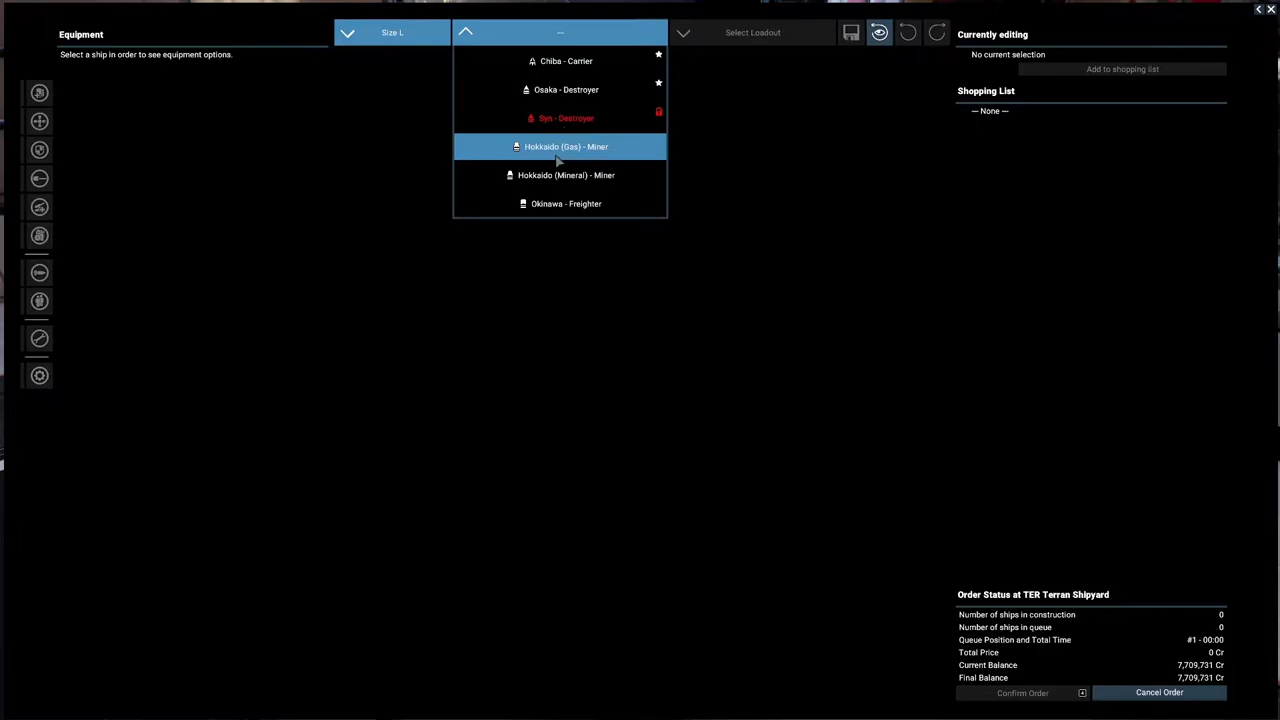 Equipment
Select a ship in order to see equipment options.
Size L
---
Select Loadout
Chiba - Carrier
Osaka - Destroyer
Syn - Destroyer
Hokkaido (Gas) - Miner
Hokkaido (Mineral) - Miner
Okinawa - Freighter
Currently editing
No current selection
Add to shopping list
Shopping List
--- None ---
Order Status at TER Terran Shipyard
Number of ships in construction 0
Number of ships in queue 0
Queue Position and Total Time #1 - 00:00
Total Price 0 Cr
Current Balance 7,709,731 Cr
Final Balance 7,709,731 Cr
Confirm Order
Cancel Order